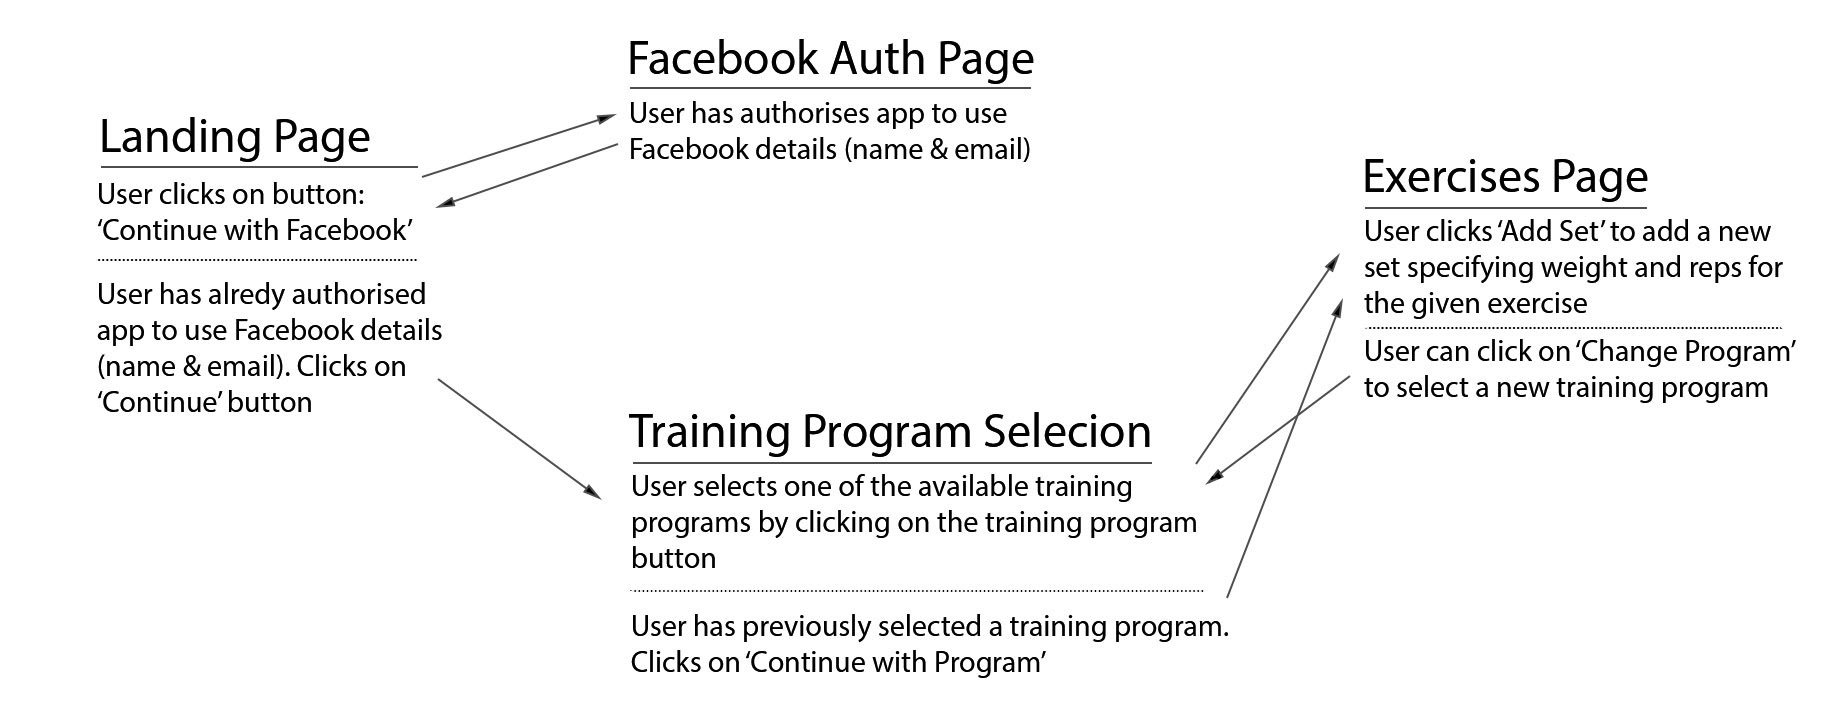 Landing Page
User clicks on button:
‘Continue with Facebook’
User has alredy authorised
app to use Facebook details
(name & email). Clicks on
‘Continue’ button
Facebook Auth Page
User has authorises app to use
Facebook details (name & email)
Training Program Selecion
User selects one of the available training
programs by clicking on the training program
button
User has previously selected a training program.
Clicks on ‘Continue with Program’
Exercises Page
User clicks ‘Add Set’ to add a new
set specifying weight and reps for
the given exercise
User can click on ‘Change Program’
to select a new training program